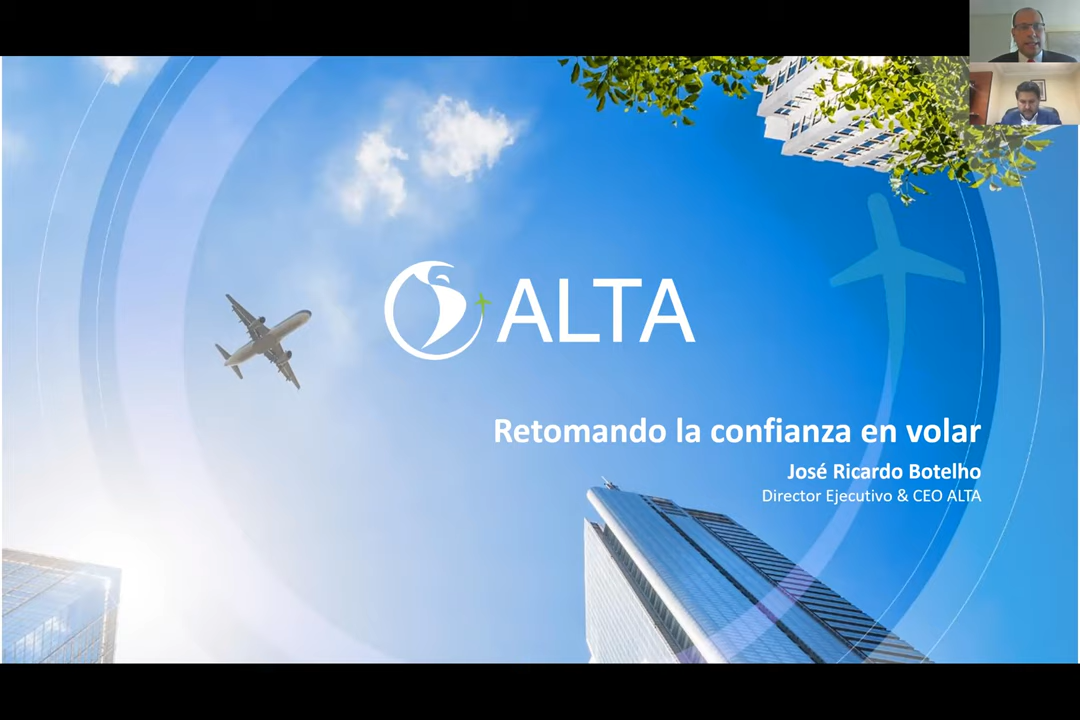 ALTA
Retomando la confianza en volar
José Ricardo Botelho
Director Ejecutivo & CEO ALTA